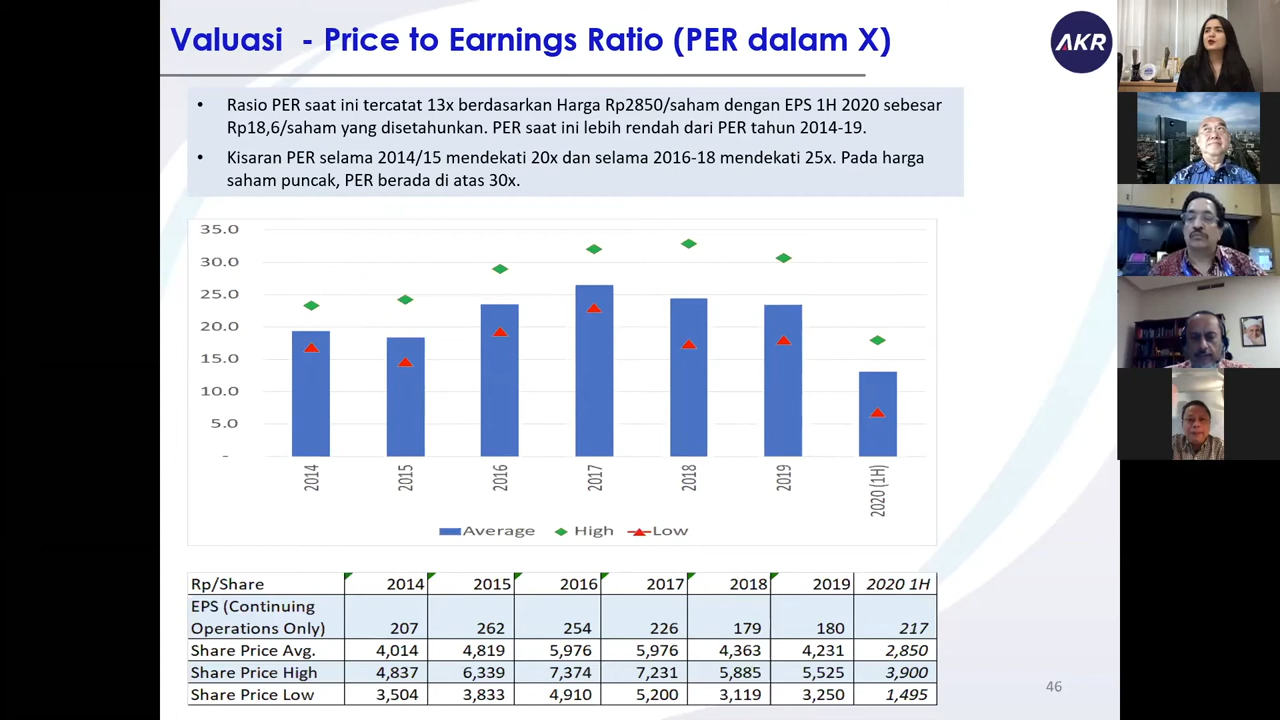 Valuasi - Price to Earnings Ratio (PER dalam X)
AKR
• Rasio PER saat ini tercatat 13x berdasarkan Harga Rp2850/saham dengan EPS 1H 2020 sebesar
Rp18,6/saham yang disetahunkan. PER saat ini lebih rendah dari PER tahun 2014-19.
• Kisaran PER selama 2014/15 mendekati 20x dan selama 2016-18 mendekati 25x. Pada harga
saham puncak, PER berada di atas 30x.
35.0
30.0
25.0
20.0
15.0
10.0
5.0
-
2014 2015 2016 2017 2018 2019 2020 (1H)
Average High Low
Rp/Share 2014 2015 2016 2017 2018 2019 2020 1H
EPS (Continuing
Operations Only) 207 262 254 226 179 180 217
Share Price Avg. 4,014 4,819 5,976 5,976 4,363 4,231 2,850
Share Price High 4,837 6,339 7,374 7,231 5,885 5,525 3,900
Share Price Low 3,504 3,833 4,910 5,200 3,119 3,250 1,495
46